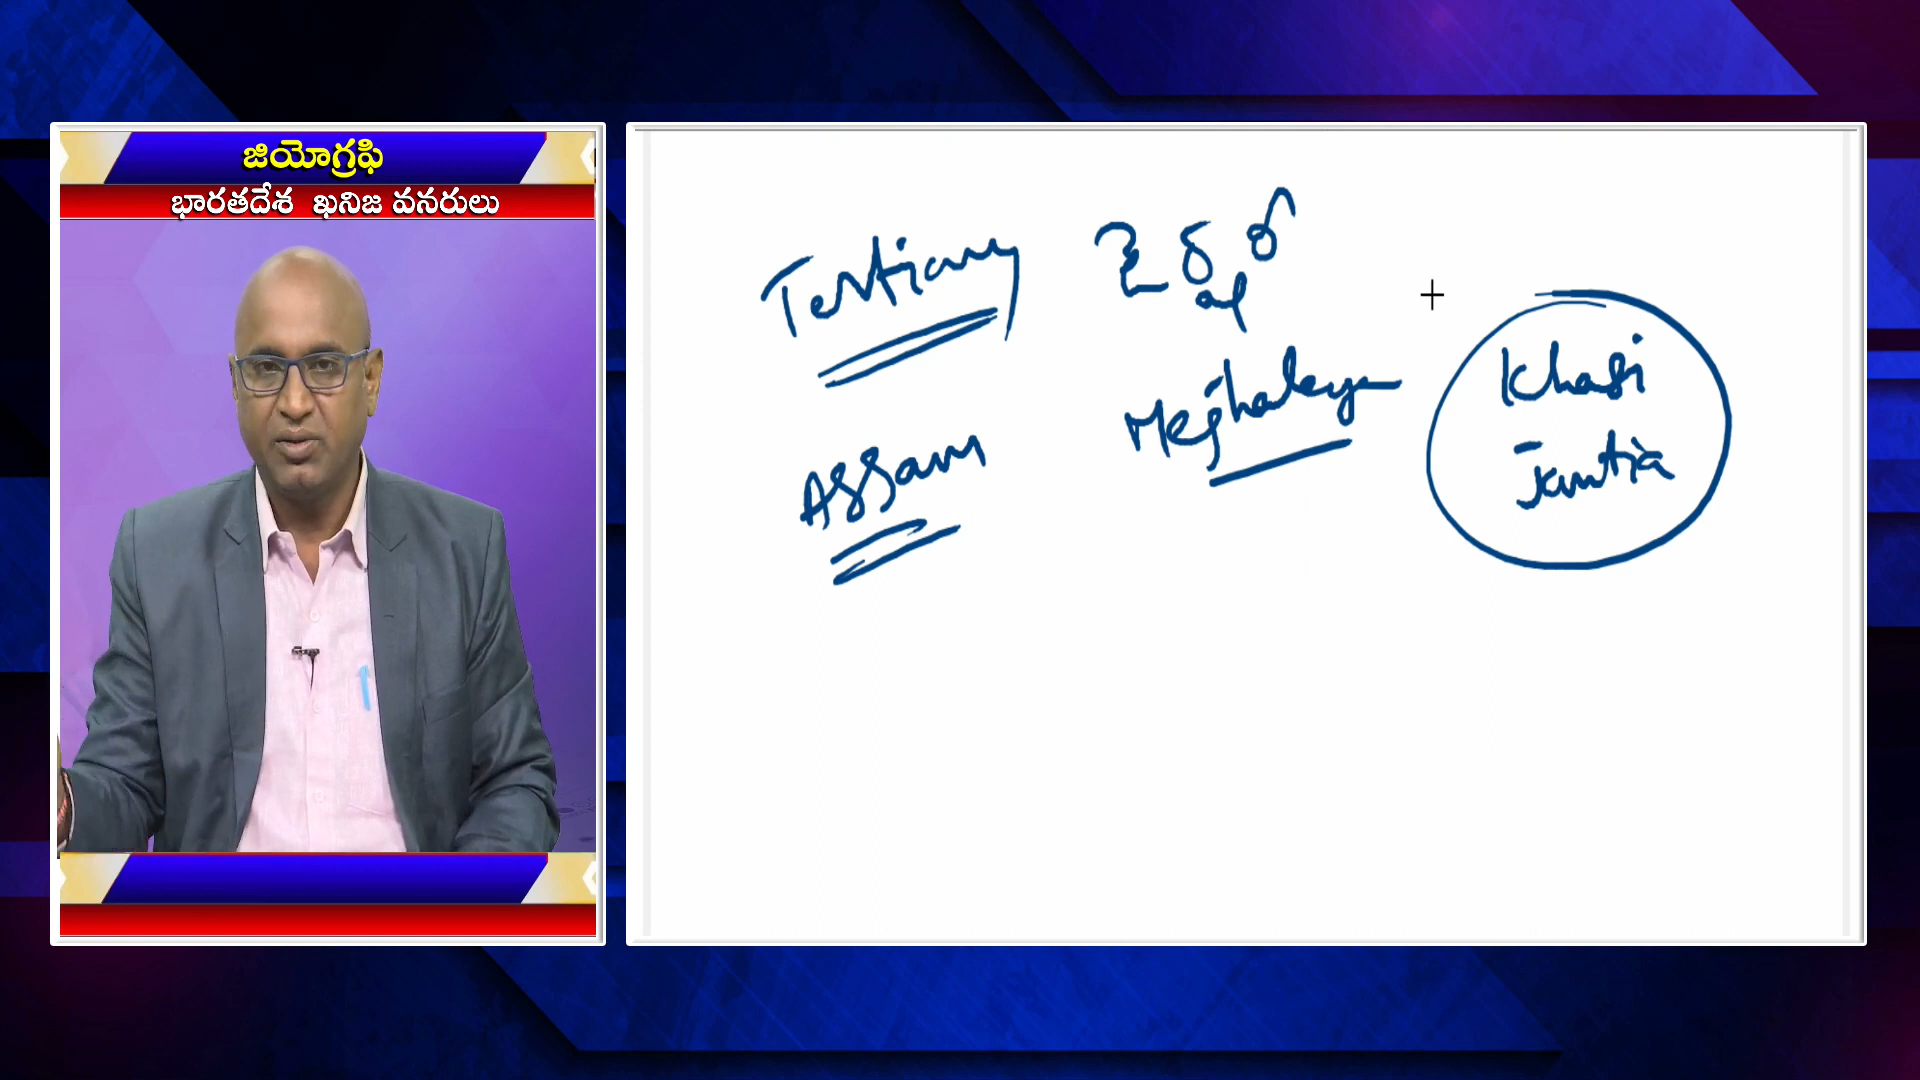 జియోగ్రఫి
భారతదేశ ఖనిజ వనరులు
Tertiary
Assam
Meghalaya
Khasi
Jantia